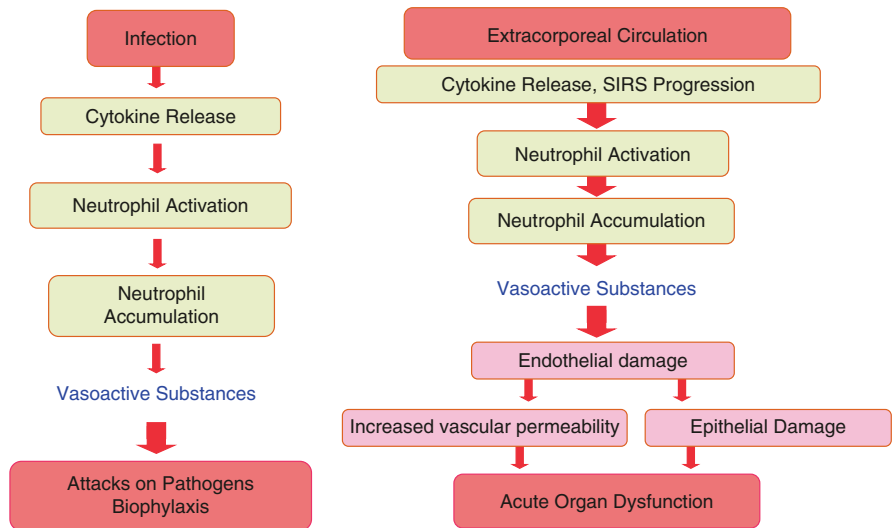 Infection
Cytokine Release
Neutrophil Activation
Neutrophil
Accumulation
Vasoactive Substances
Attacks on Pathogens
Biophylaxis
Extracorporeal Circulation
Cytokine Release, SIRS Progression
Neutrophil Activation
Neutrophil Accumulation
Vasoactive Substances
Endothelial damage
Increased vascular permeability
Epithelial Damage
Acute Organ Dysfunction